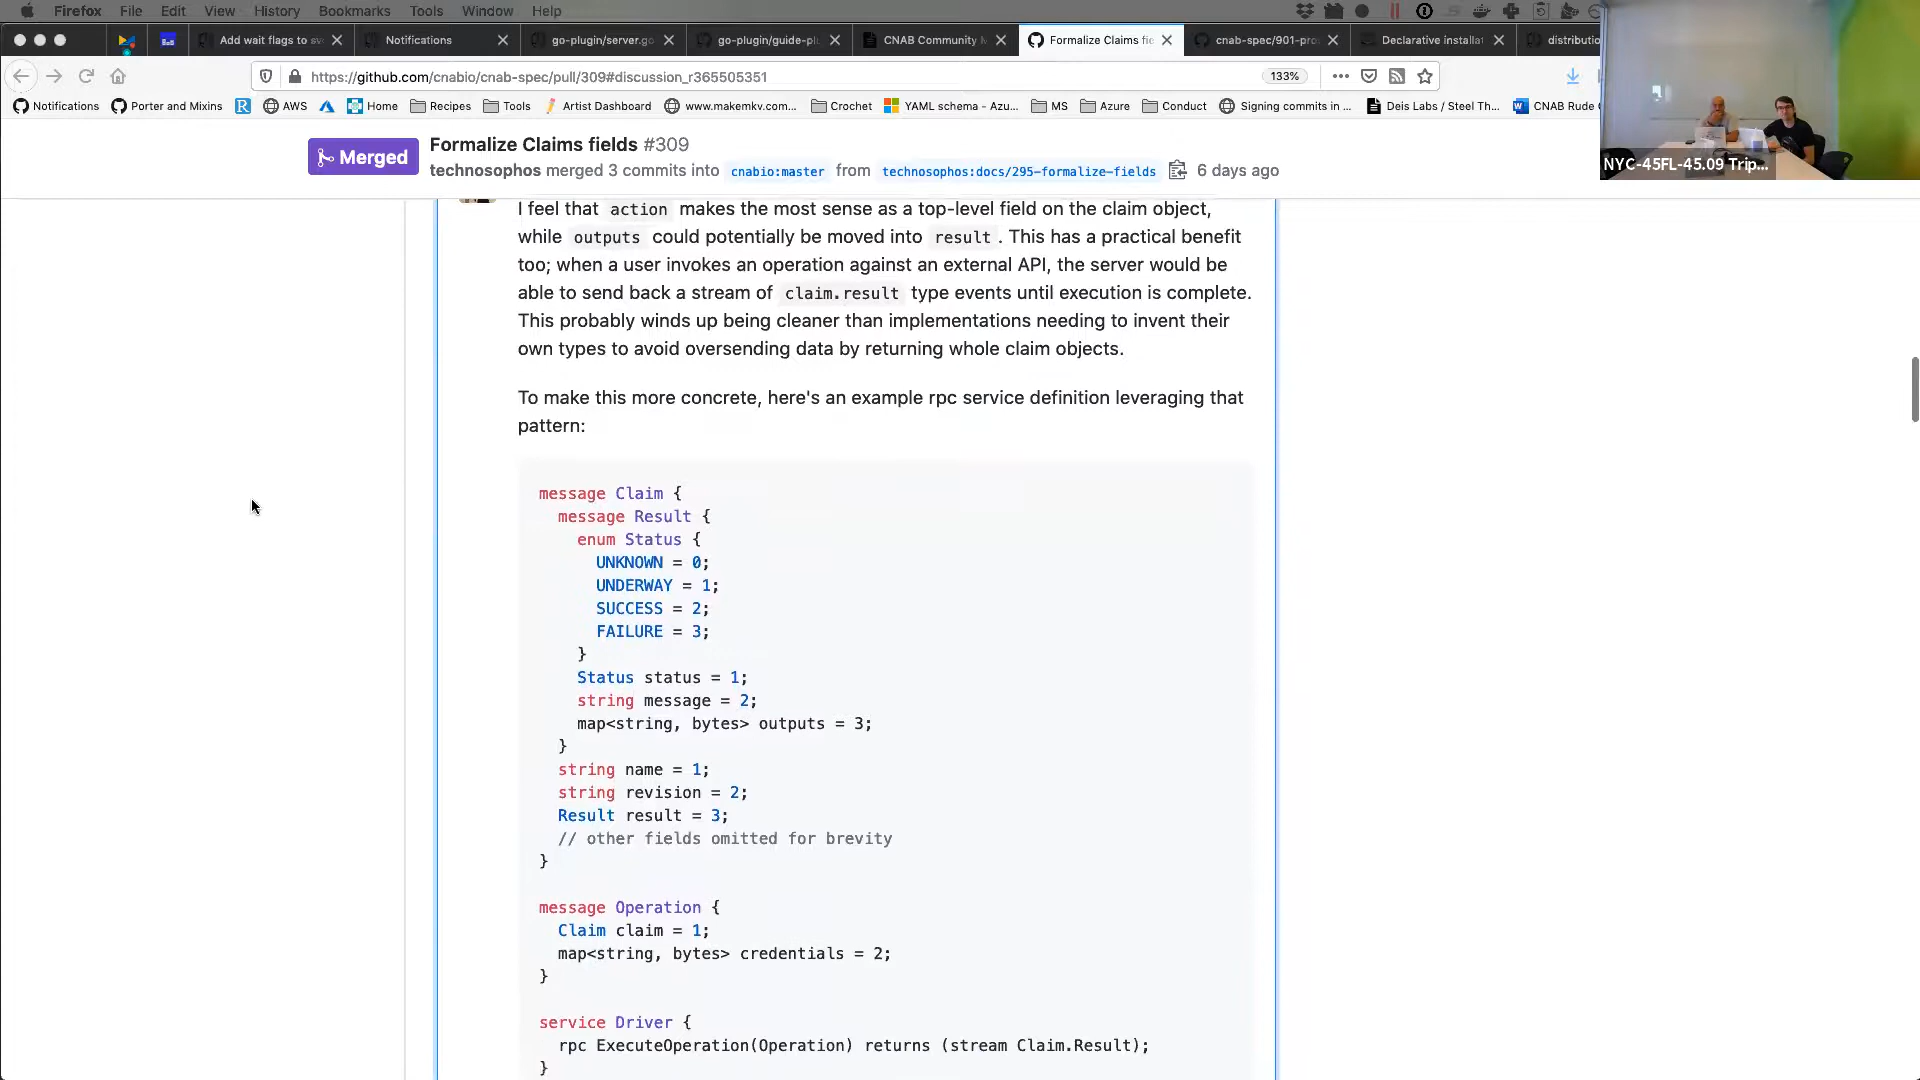 Firefox File Edit View History Bookmarks Tools Window Help
Add wait flags to sv
Notifications
go-plugin/server.go
go-plugin/guide-pl
CNAB Community M
Formalize Claims fie
cnab-spec/901-pro
Declarative installat
distributio
https://github.com/cnabio/cnab-spec/pull/309#discussion_r365505351
133%
Notifications Porter and Mixins AWS Home Recipes Tools Artist Dashboard www.makemkv.com... Crochet YAML schema - Azu... MS Azure Conduct Signing commits in ... Deis Labs / Steel Th... CNAB Rude
NYC-45FL-45.09 Trip...
Merged
Formalize Claims fields #309
technosophos merged 3 commits into cnabio:master from technosophos:docs/295-formalize-fields 6 days ago
I feel that action makes the most sense as a top-level field on the claim object,
while outputs could potentially be moved into result . This has a practical benefit
too; when a user invokes an operation against an external API, the server would be
able to send back a stream of claim.result type events until execution is complete.
This probably winds up being cleaner than implementations needing to invent their
own types to avoid oversending data by returning whole claim objects.
To make this more concrete, here's an example rpc service definition leveraging that
pattern:
message Claim {
message Result {
enum Status {
UNKNOWN = 0;
UNDERWAY = 1;
SUCCESS = 2;
FAILURE = 3;
}
Status status = 1;
string message = 2;
map<string, bytes> outputs = 3;
}
string name = 1;
string revision = 2;
Result result = 3;
// other fields omitted for brevity
}
message Operation {
Claim claim = 1;
map<string, bytes> credentials = 2;
}
service Driver {
rpc ExecuteOperation(Operation) returns (stream Claim.Result);
}